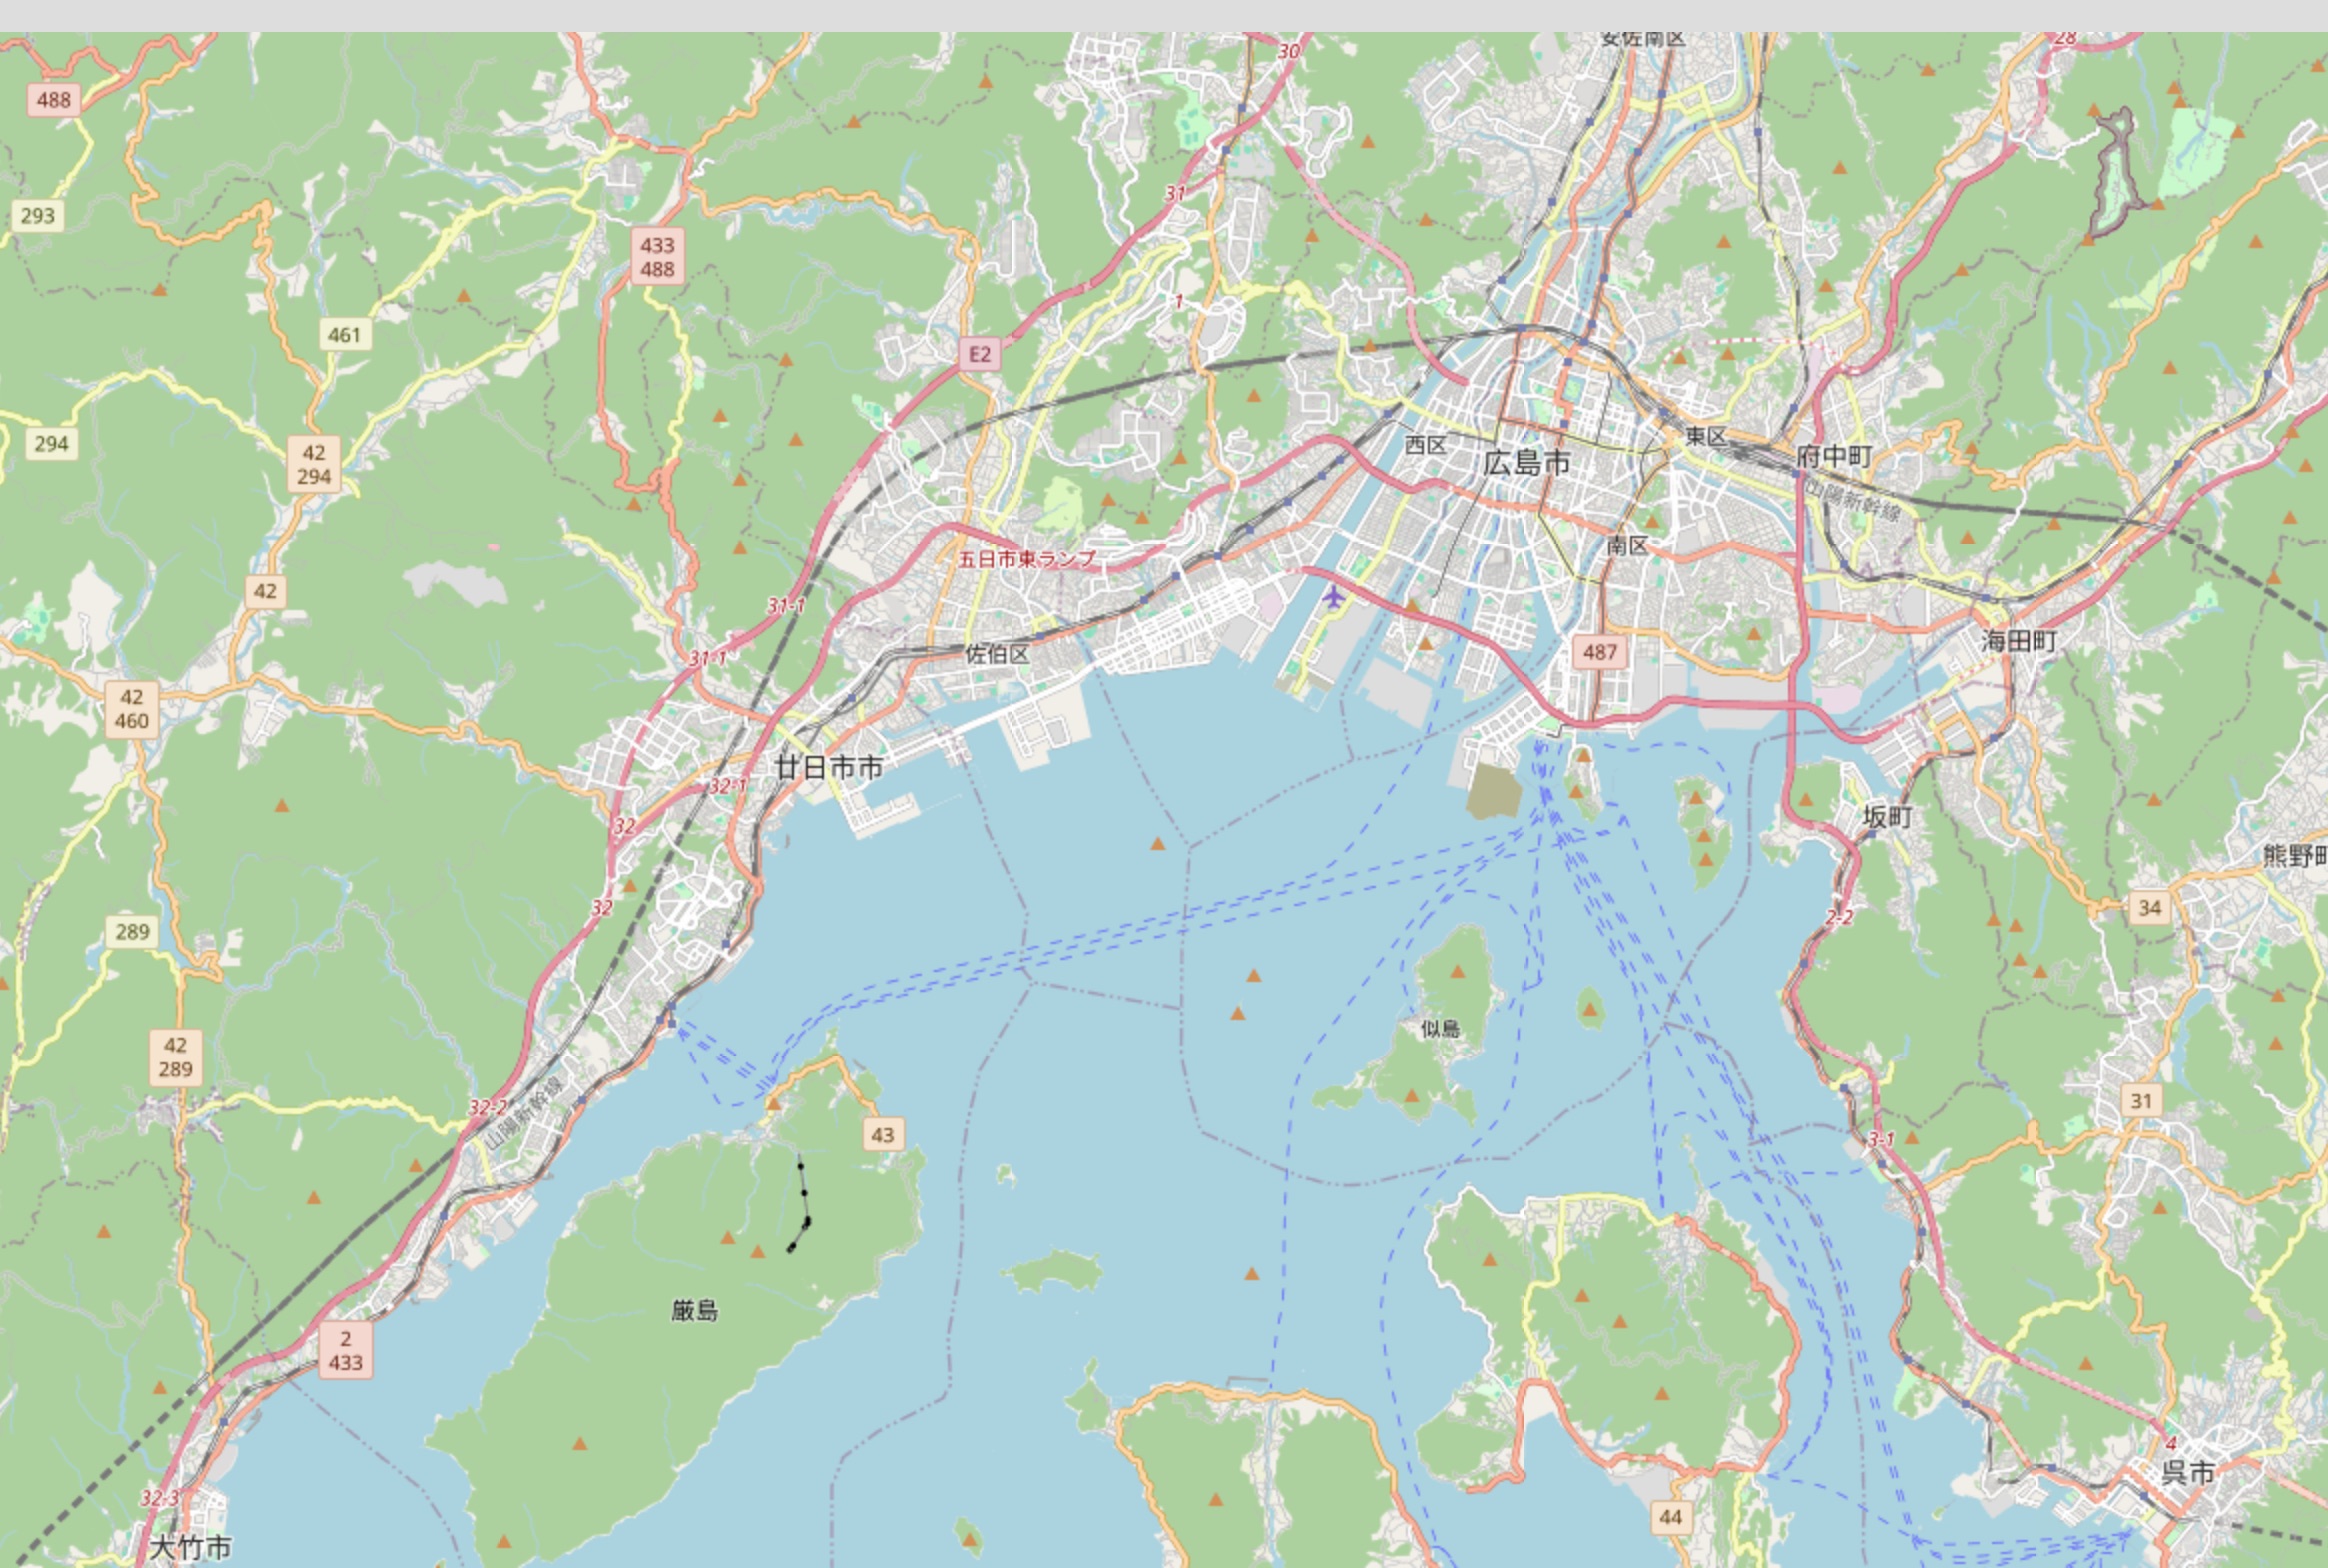 安佐南区
28
30
488
31
293
433
488
1
461
E2
294
42
294
西区
広島市
東区
府中町
山陽新幹線
五日市東ランプ
南区
42
31-1
31-1
佐伯区
487
海田町
42
460
廿日市市
32-1
32
坂町
熊野町
32
289
34
2-2
似島
42
289
31
32-2
山陽新幹線
43
3-1
厳島
2
433
4
呉市
32-3
44
大竹市